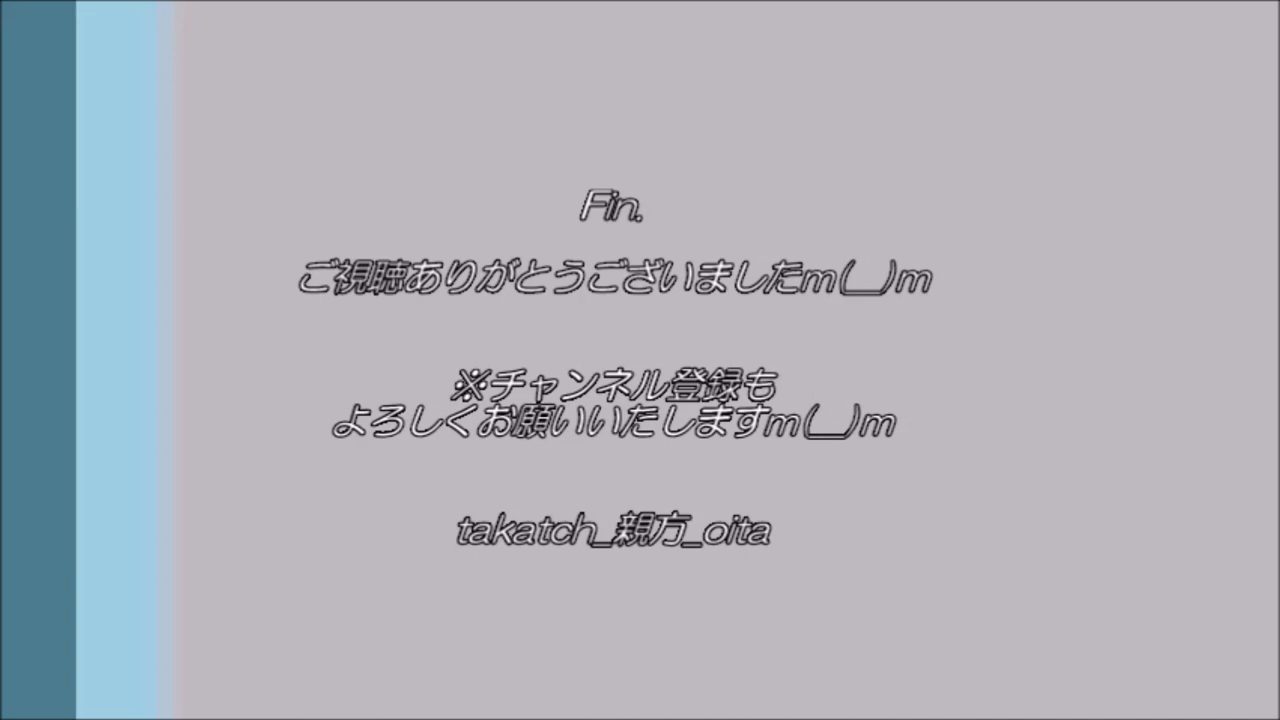 Fin.
ご視聴ありがとうございましたm(__)m
※チャンネル登録も
よろしくお願いいたしますm(__)m
takatch_親方_oita